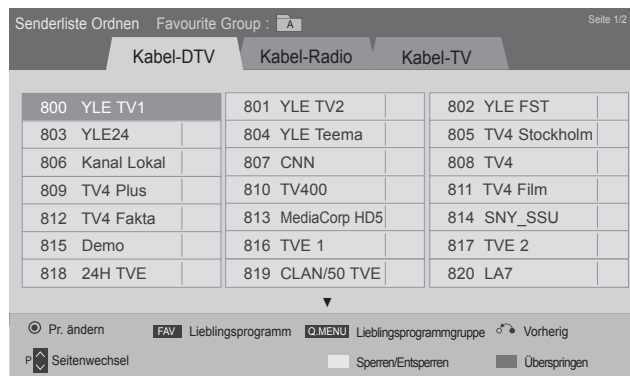 Senderliste Ordnen Favourite Group : A Seite 1/2
Kabel-DTV Kabel-Radio Kabel-TV
800 YLE TV1 801 YLE TV2 802 YLE FST
803 YLE24 804 YLE Teema 805 TV4 Stockholm
806 Kanal Lokal 807 CNN 808 TV4
809 TV4 Plus 810 TV400 811 TV4 Film
812 TV4 Fakta 813 MediaCorp HD5 814 SNY_SSU
815 Demo 816 TVE 1 817 TVE 2
818 24H TVE 819 CLAN/50 TVE 820 LA7
Pr. ändern FAV Lieblingsprogramm Q.MENU Lieblingsprogrammgruppe Vorherig
P Seitenwechsel Sperren/Entsperren Überspringen